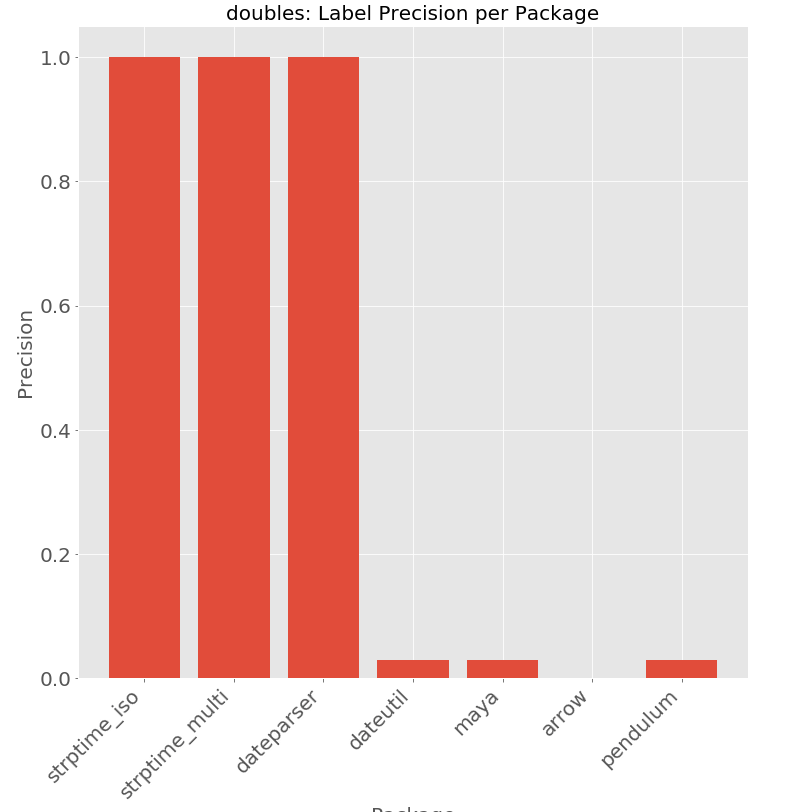 doubles: Label Precision per Package
1.0
0.8
0.6
0.4
0.2
0.0
Precision
strptime_iso
strptime_multi
dateparser
dateutil
maya
arrow
pendulum
Package